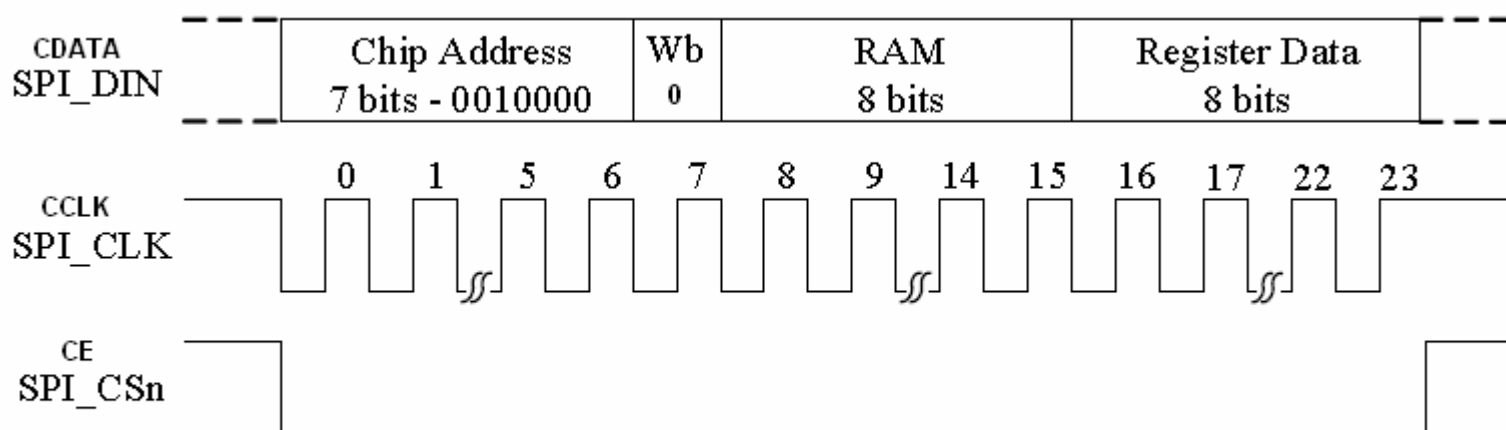 CDATA
SPI_DIN
Chip Address
7 bits - 0010000
Wb
0
RAM
8 bits
Register Data
8 bits
0 1 5 6 7 8 9 14 15 16 17 22 23
CCLK
SPI_CLK
CE
SPI_CSn